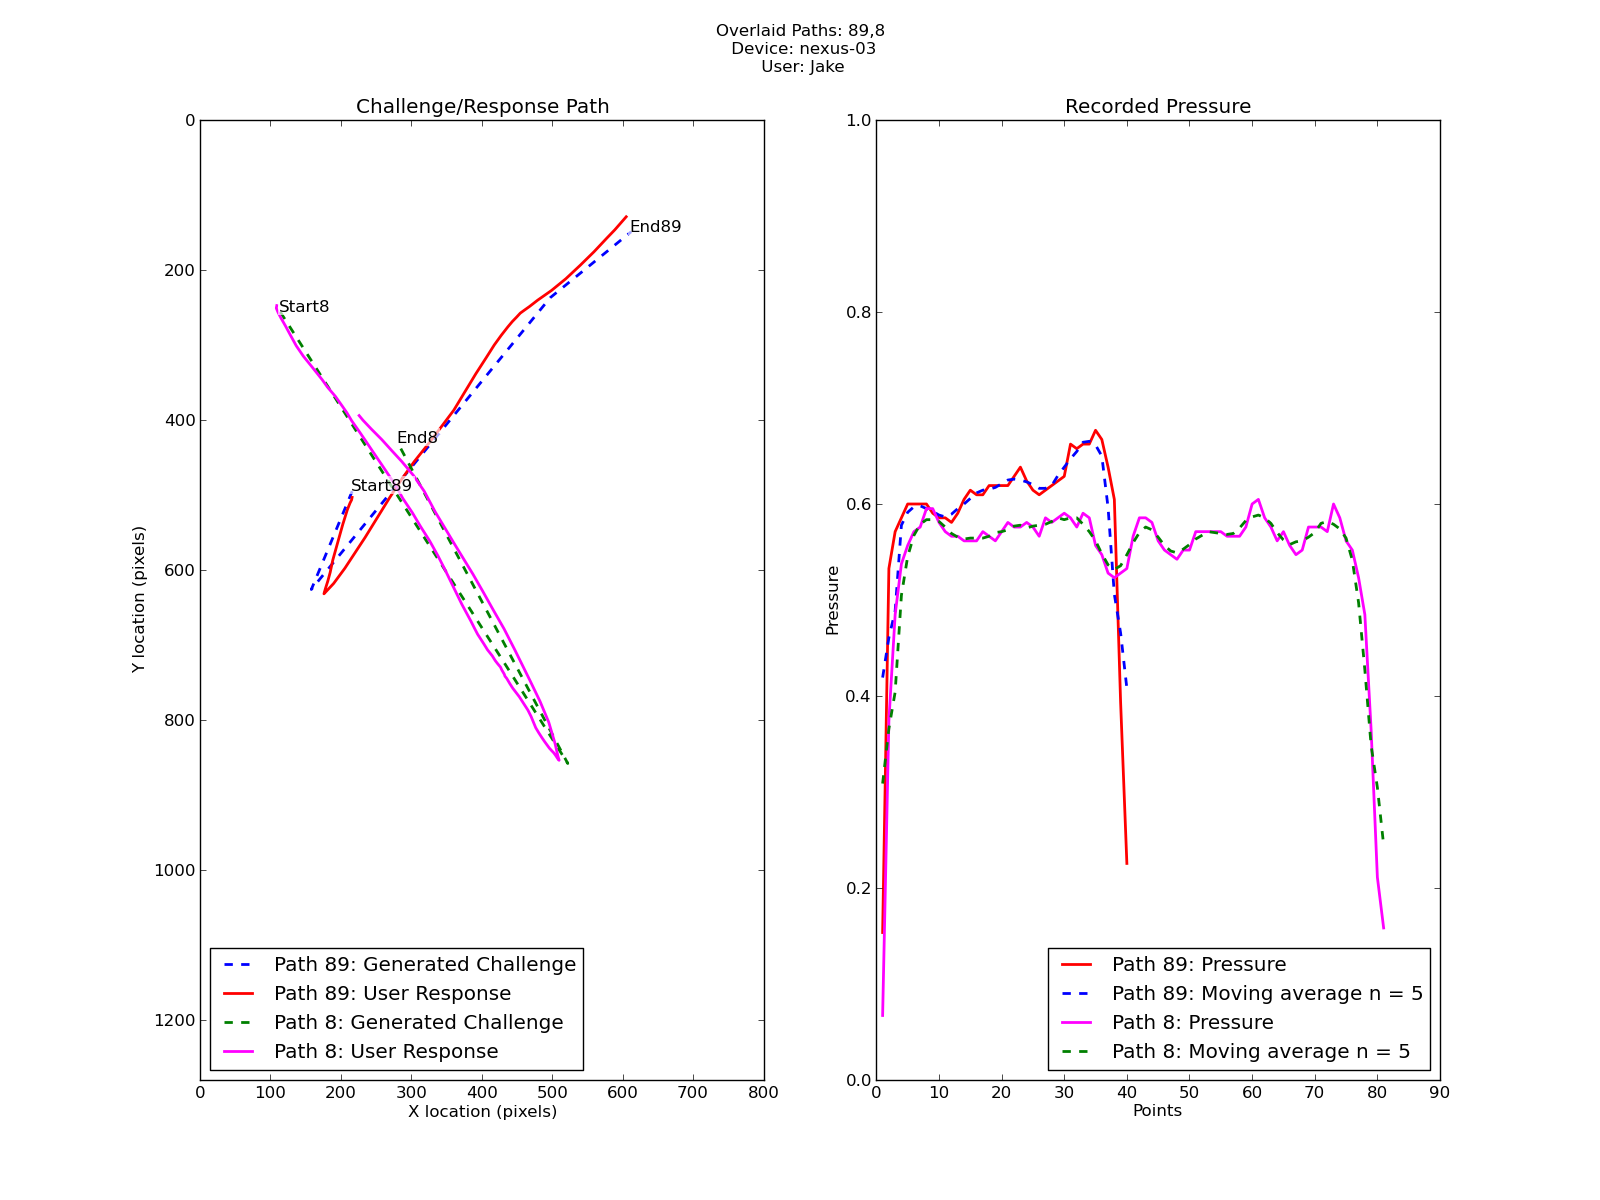 Overlaid Paths: 89,8
Device: nexus-03
User: Jake
Challenge/Response Path
0
200
400
600
800
1000
1200
Y location (pixels)
End89
Start8
End8
Start89
Path 89: Generated Challenge
Path 89: User Response
Path 8: Generated Challenge
Path 8: User Response
0 100 200 300 400 500 600 700 800
X location (pixels)
Recorded Pressure
1.0
0.8
0.6
0.4
0.2
0.0
Pressure
Path 89: Pressure
Path 89: Moving average n = 5
Path 8: Pressure
Path 8: Moving average n = 5
0 10 20 30 40 50 60 70 80 90
Points